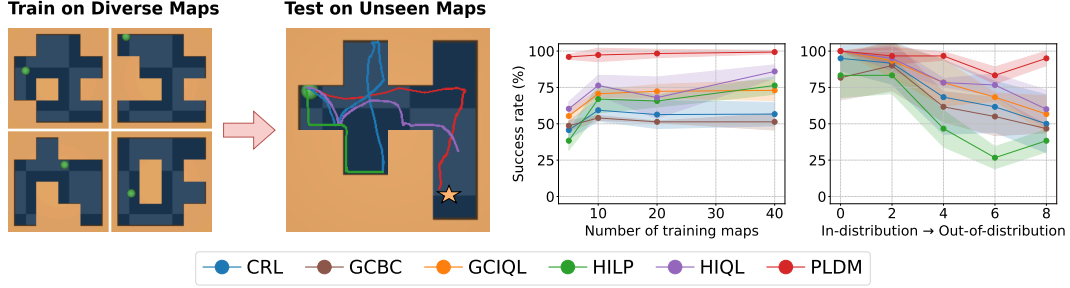 Train on Diverse Maps
Test on Unseen Maps
Success rate (%)
100
75
50
25
0
10
20
30
40
Number of training maps
100
75
50
25
0
0
2
4
6
8
In-distribution → Out-of-distribution
CRL
GCBC
GCIQL
HILP
HIQL
PLDM